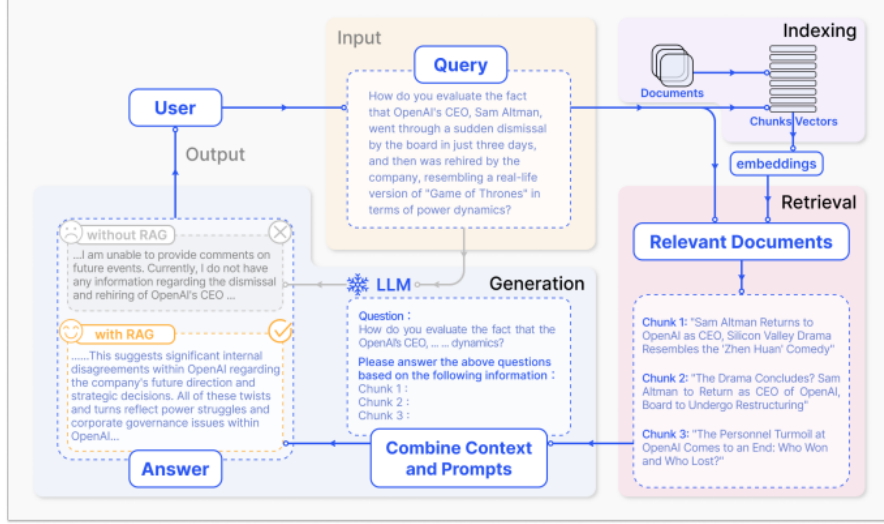 Input
Query
How do you evaluate the fact
that OpenAI's CEO, Sam Altman,
went through a sudden dismissal
by the board in just three days,
and then was rehired by the
company, resembling a real-life
version of "Game of Thrones" in
terms of power dynamics?
Indexing
Documents
Chunks
Vectors
embeddings
User
Output
Retrieval
Relevant Documents
Chunk 1: "Sam Altman Returns to
OpenAI as CEO, Silicon Valley Drama
Resembles the 'Zhen Huan' Comedy"
Chunk 2: "The Drama Concludes? Sam
Altman to Return as CEO of OpenAI,
Board to Undergo Restructuring"
Chunk 3: "The Personnel Turmoil at
OpenAI Comes to an End: Who Won
and Who Lost?"
Generation
LLM
Question :
How do you evaluate the fact that the
OpenAI's CEO, ... ... dynamics?
Please answer the above questions
based on the following information :
Chunk 1 :
Chunk 2 :
Chunk 3 :
Combine Context
and Prompts
without RAG
...I am unable to provide comments on
future events. Currently, I do not have
any information regarding the dismissal
and rehiring of OpenAI's CEO ...
with RAG
......This suggests significant internal
disagreements within OpenAI regarding
the company's future direction and
strategic decisions. All of these twists
and turns reflect power struggles and
corporate governance issues within
OpenAI...
Answer